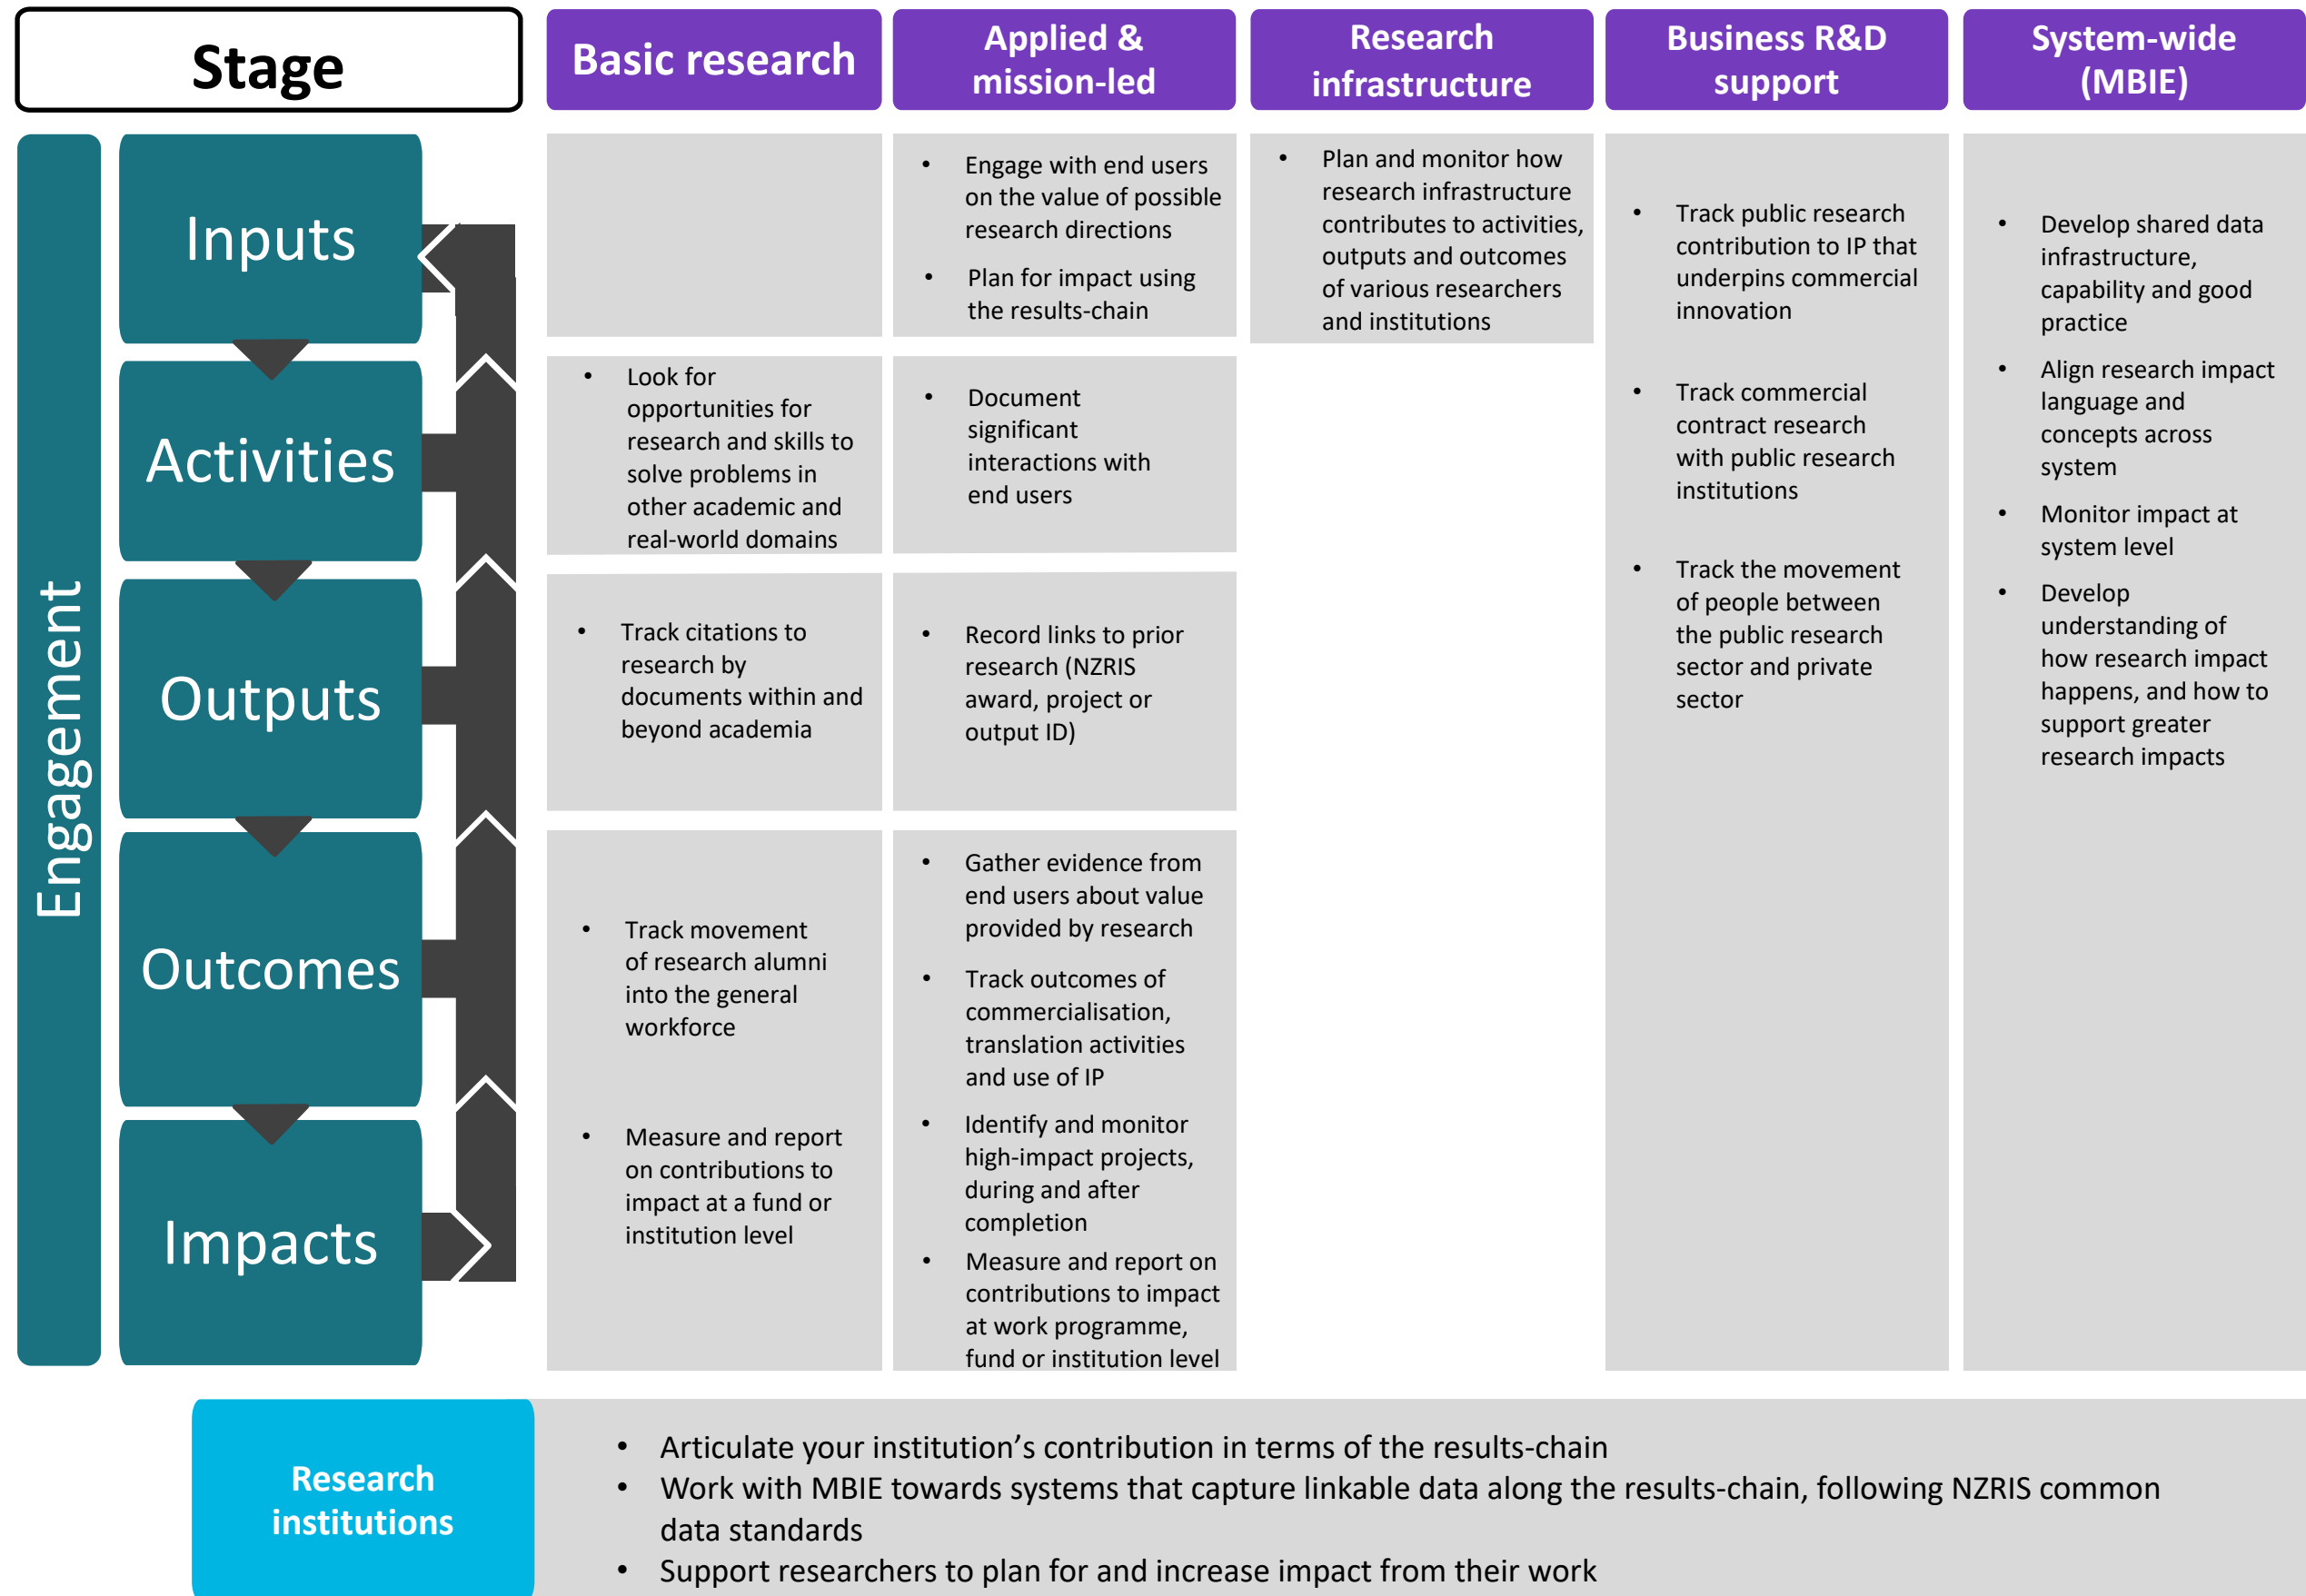 Stage
Basic research
Applied &
mission-led
Research
infrastructure
Business R&D
support
System-wide
(MBIE)
Engagement
Inputs
• Engage with end users
on the value of possible
research directions
• Plan for impact using
the results-chain
• Plan and monitor how
research infrastructure
contributes to activities,
outputs and outcomes
of various researchers
and institutions
• Track public research
contribution to IP that
underpins commercial
innovation
• Track commercial
contract research
with public research
institutions
• Track the movement
of people between
the public research
sector and private
sector
• Develop shared data
infrastructure,
capability and good
practice
• Align research impact
language and
concepts across
system
• Monitor impact at
system level
• Develop
understanding of
how research impact
happens, and how to
support greater
research impacts
Activities
• Look for
opportunities for
research and skills to
solve problems in
other academic and
real-world domains
• Document
significant
interactions with
end users
Outputs
• Track citations to
research by
documents within and
beyond academia
• Record links to prior
research (NZRIS
award, project or
output ID)
Outcomes
• Track movement
of research alumni
into the general
workforce
• Gather evidence from
end users about value
provided by research
• Track outcomes of
commercialisation,
translation activities
and use of IP
Impacts
• Measure and report
on contributions to
impact at a fund or
institution level
• Identify and monitor
high-impact projects,
during and after
completion
• Measure and report on
contributions to impact
at work programme,
fund or institution level
Research
institutions
• Articulate your institution’s contribution in terms of the results-chain
• Work with MBIE towards systems that capture linkable data along the results-chain, following NZRIS common
data standards
• Support researchers to plan for and increase impact from their work